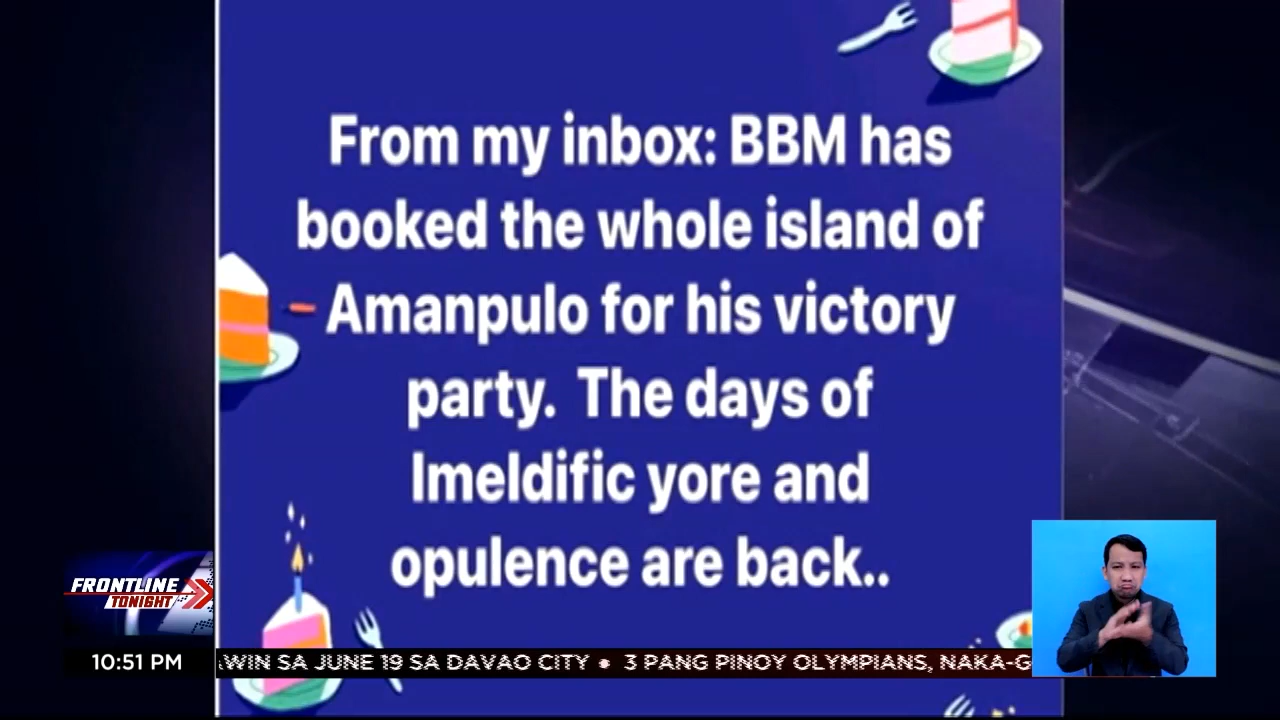 From my inbox: BBM has
booked the whole island of
Amanpulo for his victory
party. The days of
Imeldific yore and
opulence are back..
FRONTLINE
TONIGHT
10:51 PM
WIN SA JUNE 19 SA DAVAO CITY • 3 PANG PINOY OLYMPIANS, NAKA-G